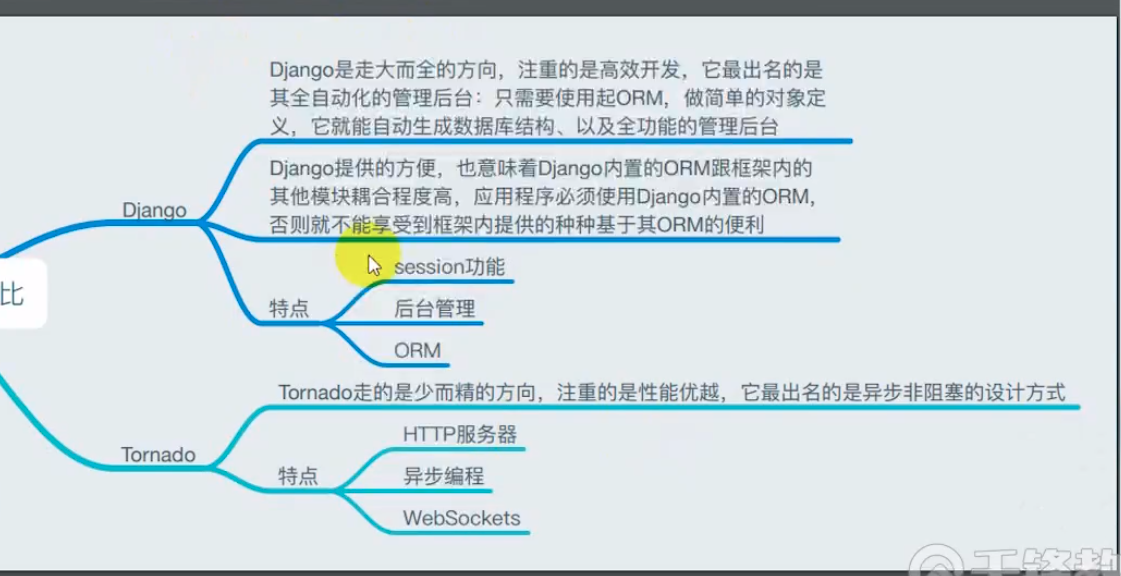 Django是走大而全的方向，注重的是高效开发，它最出名的是
其全自动化的管理后台：只需要使用起ORM，做简单的对象定
义，它就能自动生成数据库结构、以及全功能的管理后台
Django提供的方便，也意味着Django内置的ORM跟框架内的
其他模块耦合程度高，应用程序必须使用Django内置的ORM，
否则就不能享受到框架内提供的种种基于其ORM的便利
Django
session功能
比
特点
后台管理
ORM
Tornado走的是少而精的方向，注重的是性能优越，它最出名的是异步非阻塞的设计方式
HTTP服务器
Tornado
特点
异步编程
WebSockets